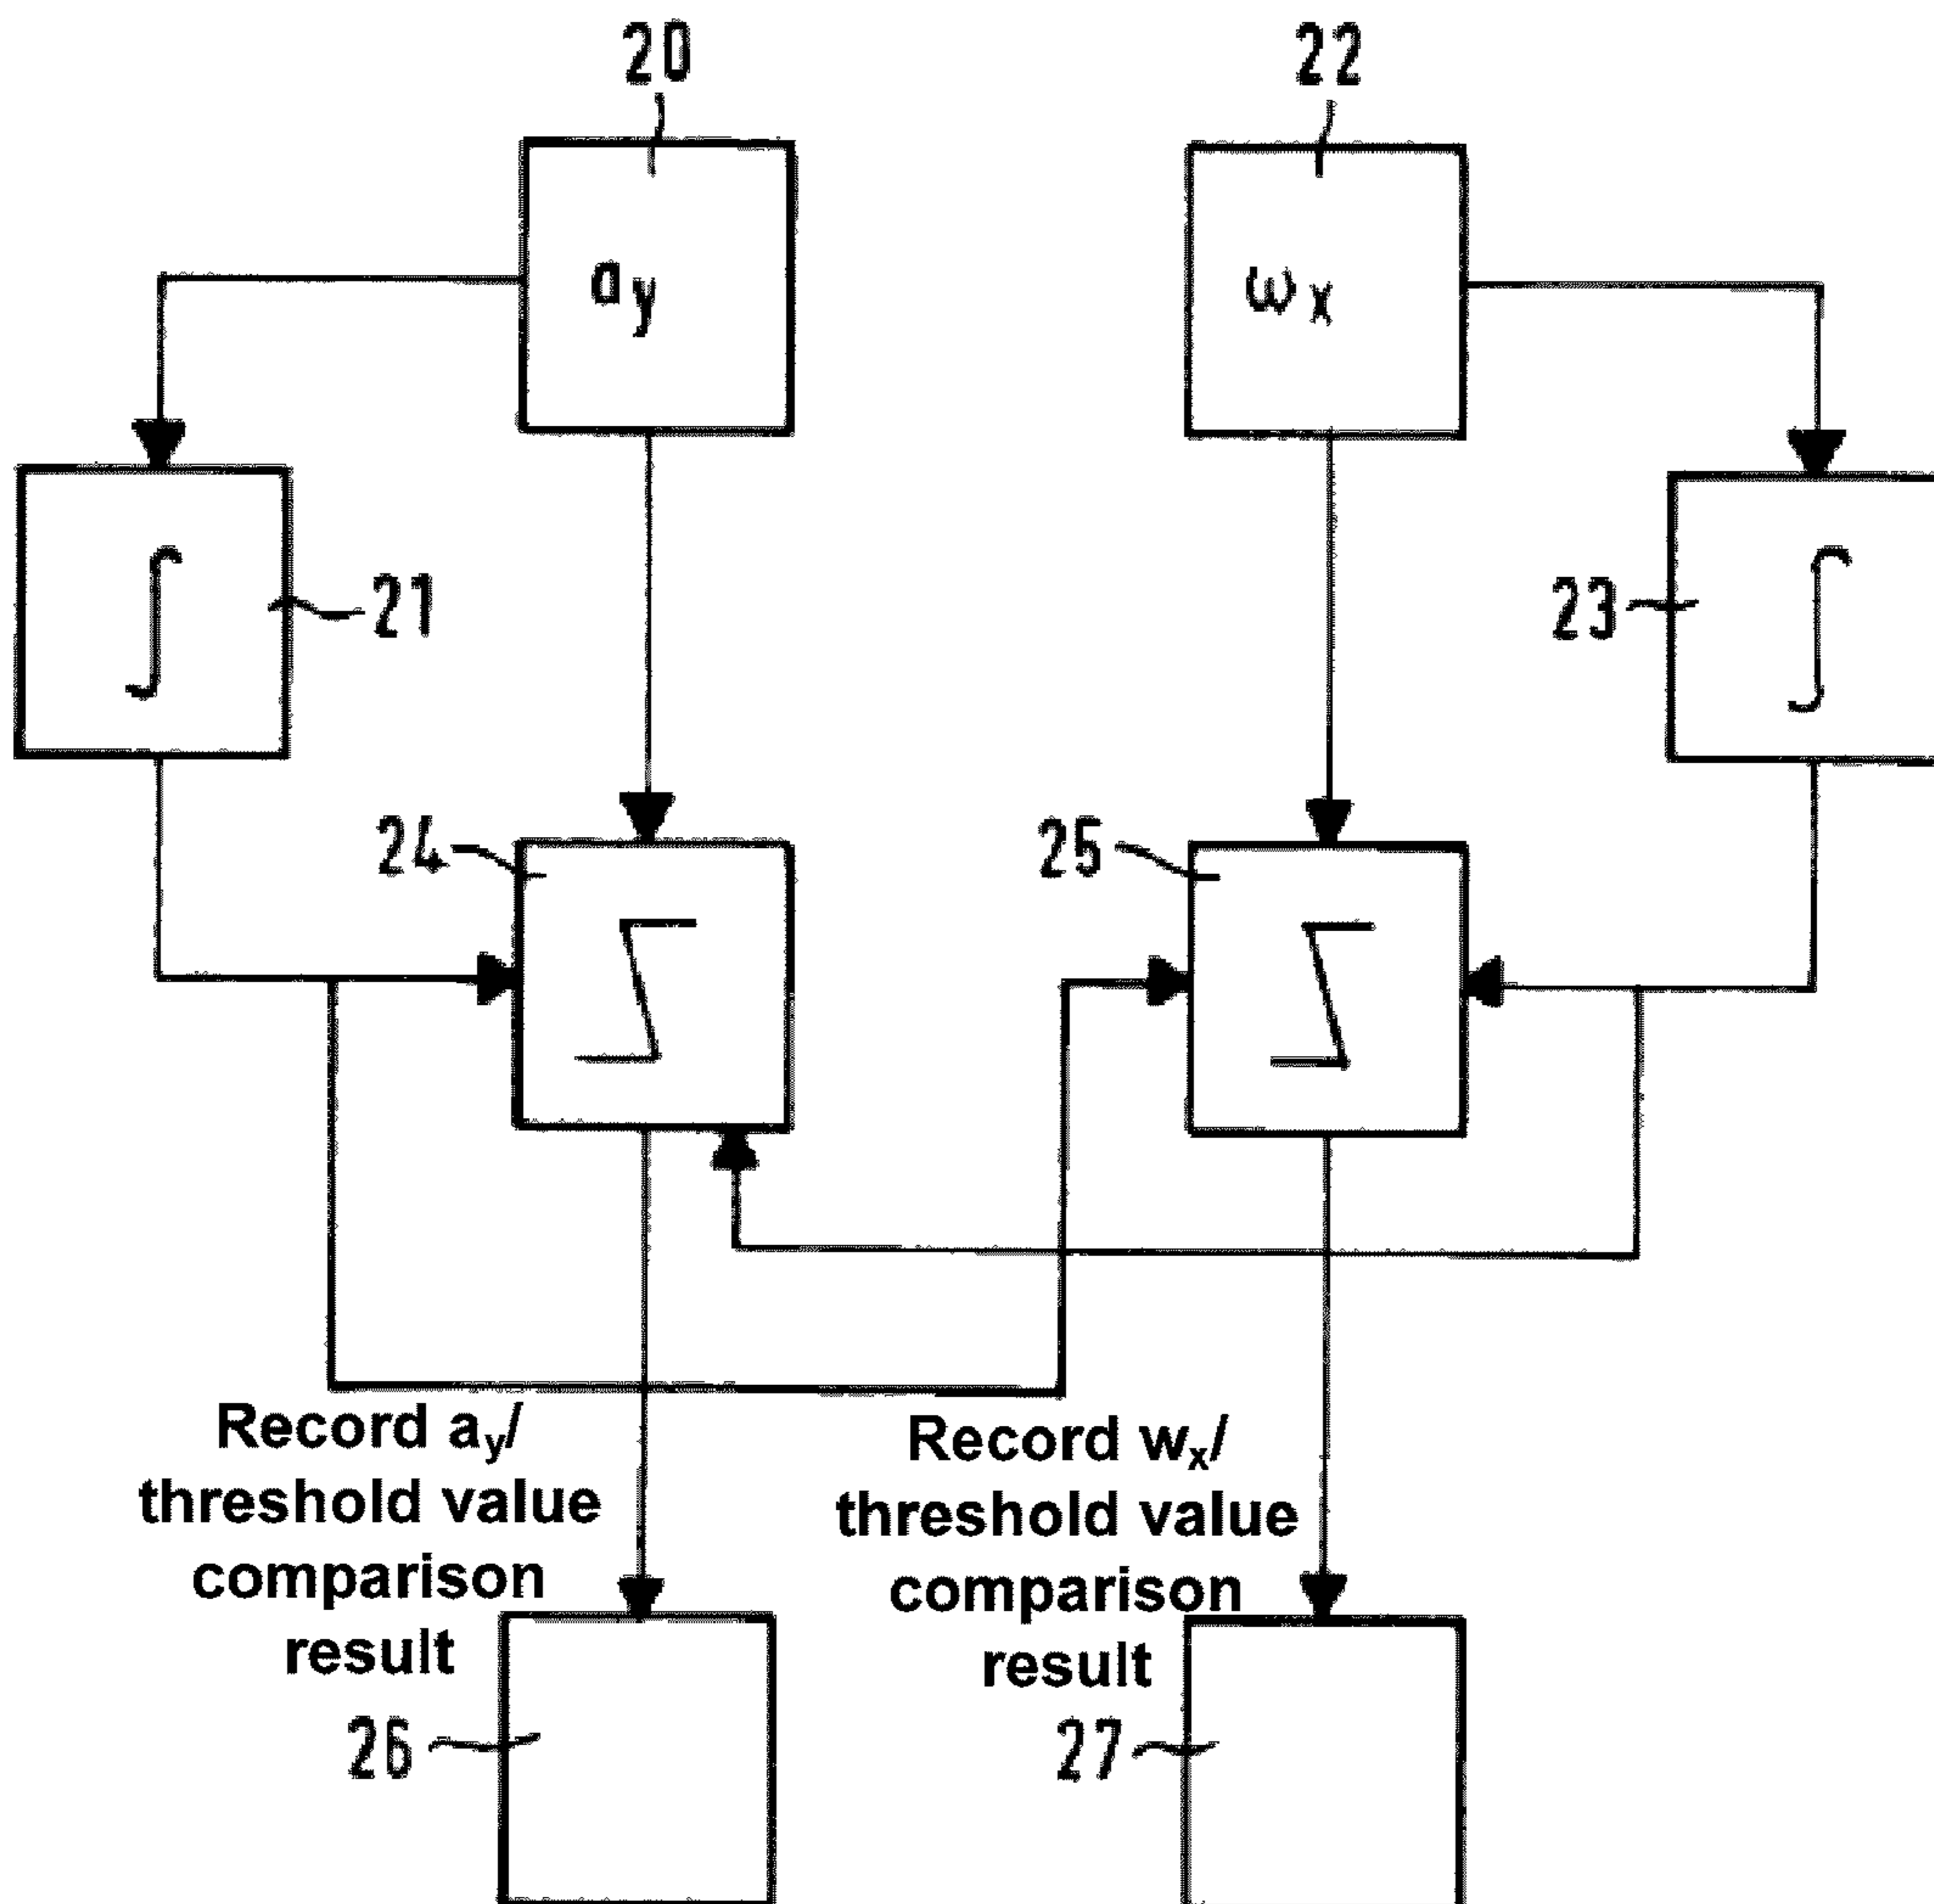 20
22
a_y
ω_x
21
23
24
25
Record a_y/
threshold value
comparison
result
Record w_x/
threshold value
comparison
result
26
27